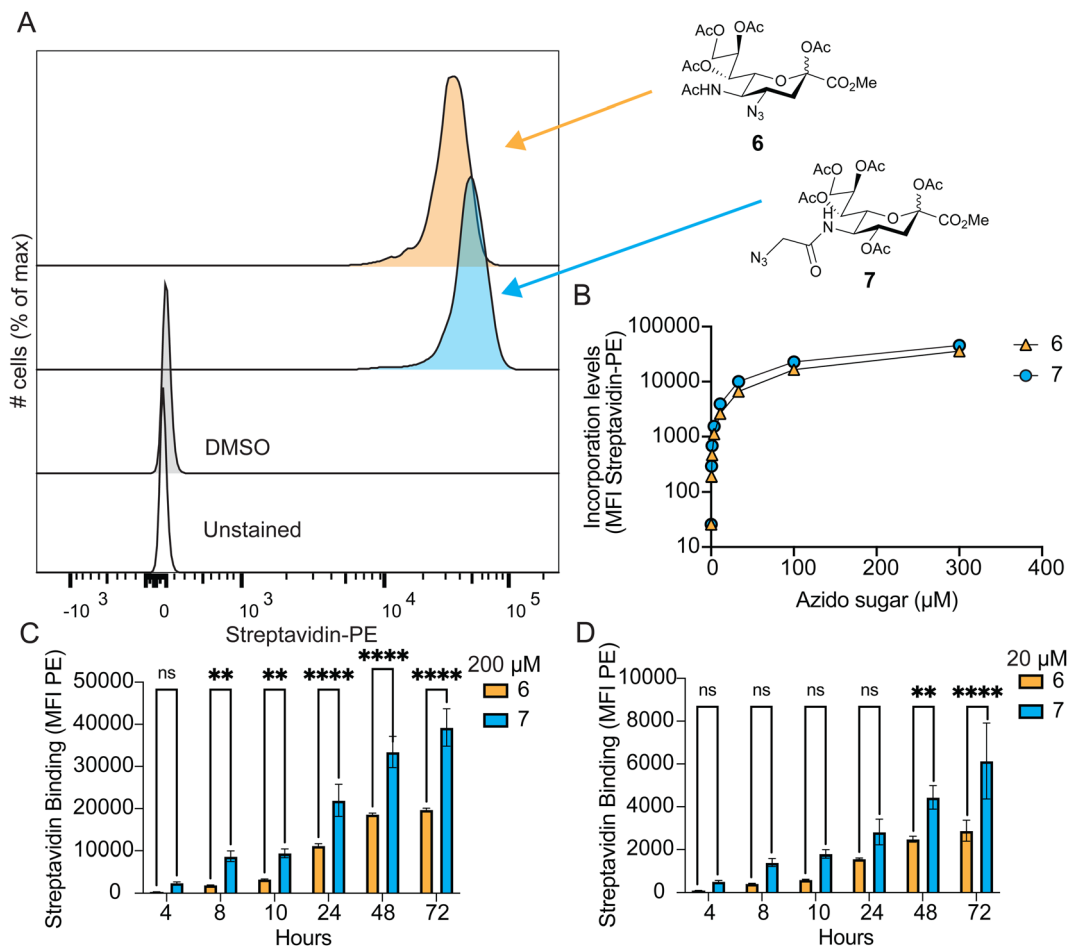 A
# cells (% of max)
DMSO
Unstained
-10 3
0
10 3
10 4
10 5
Streptavidin-PE
AcO
OAc
OAc
AcO
O
CO2Me
AcHN
N3
6
AcO
OAc
OAc
AcO
H
N
O
CO2Me
OAc
N3
O
7
B
Incorporation levels
(MFI Streptavidin-PE)
100000
10000
1000
100
10
0
100
200
300
400
Azido sugar (µM)
6
7
C
Streptavidin Binding (MFI PE)
50000
40000
30000
20000
10000
0
ns
**
**
****
****
****
200 µM
6
7
4
8
10
24
48
72
Hours
D
Streptavidin Binding (MFI PE)
8000
6000
4000
2000
0
ns
ns
ns
ns
**
****
20 µM
6
7
4
8
10
24
48
72
Hours